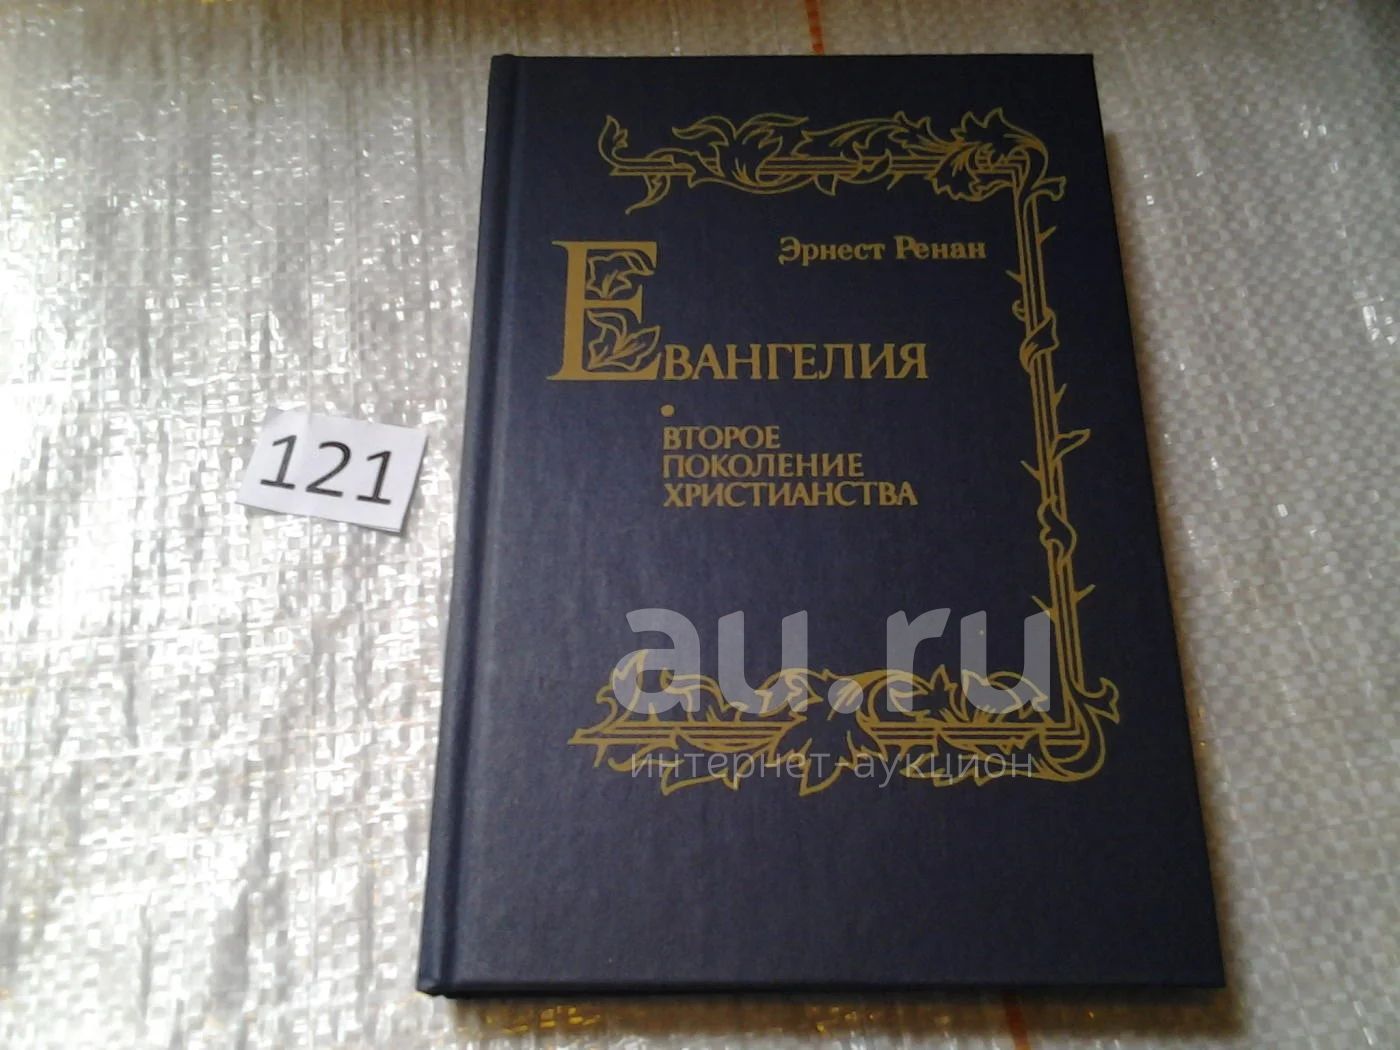 Эрнест Ренан
ЕВАНГЕЛИЯ
ВТОРОЕ
ПОКОЛЕНИЕ
ХРИСТИАНСТВА
121
au.ru
интернет-аукцион